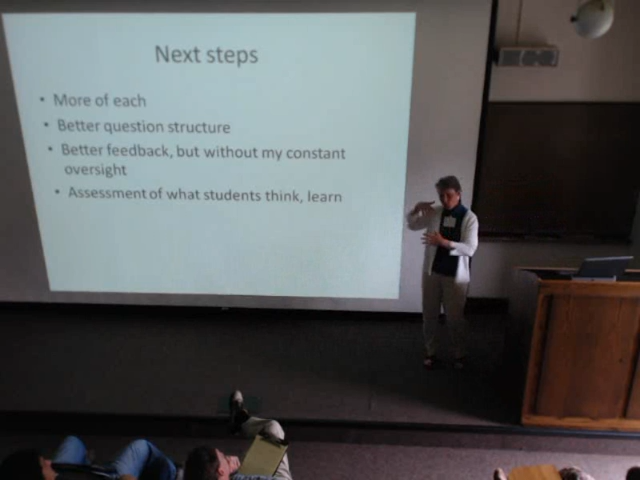 Next steps
• More of each
• Better question structure
• Better feedback, but without my constant
oversight
• Assessment of what students think, learn